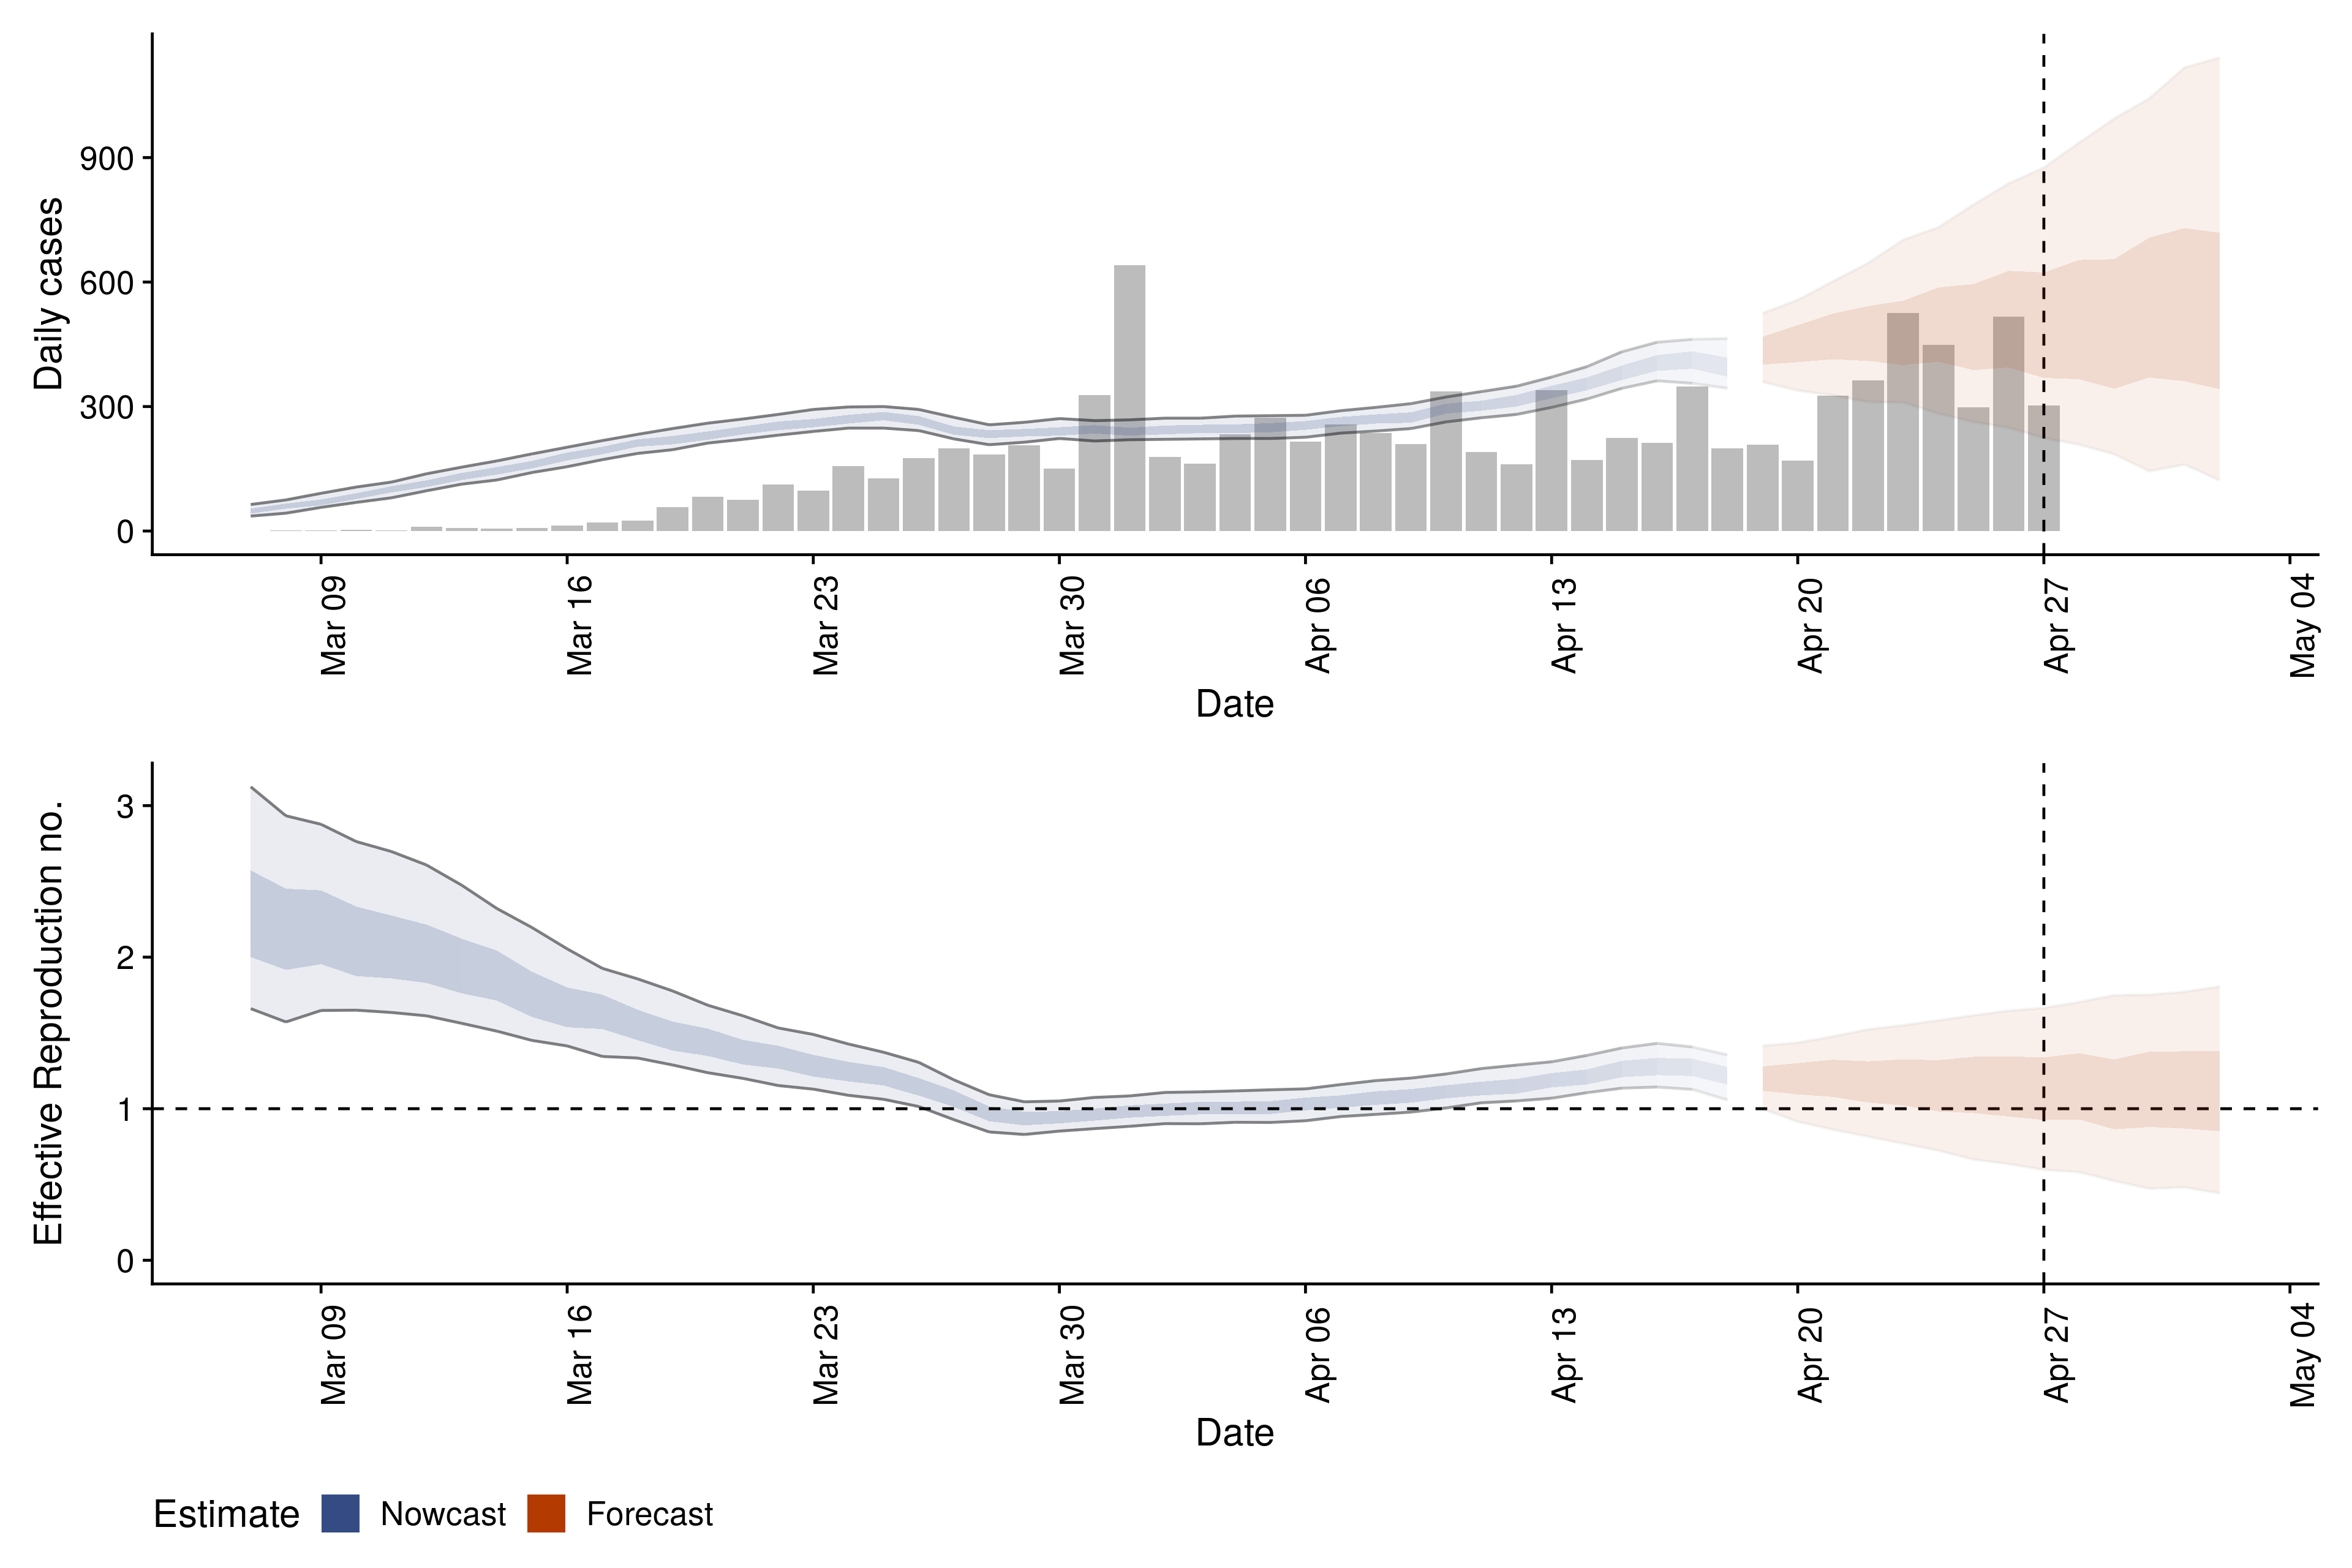 Daily cases
900
600
300
0
Mar 09
Mar 16
Mar 23
Mar 30
Apr 06
Apr 13
Apr 20
Apr 27
May 04
Date
Effective Reproduction no.
3
2
1
0
Mar 09
Mar 16
Mar 23
Mar 30
Apr 06
Apr 13
Apr 20
Apr 27
May 04
Date
Estimate Nowcast Forecast